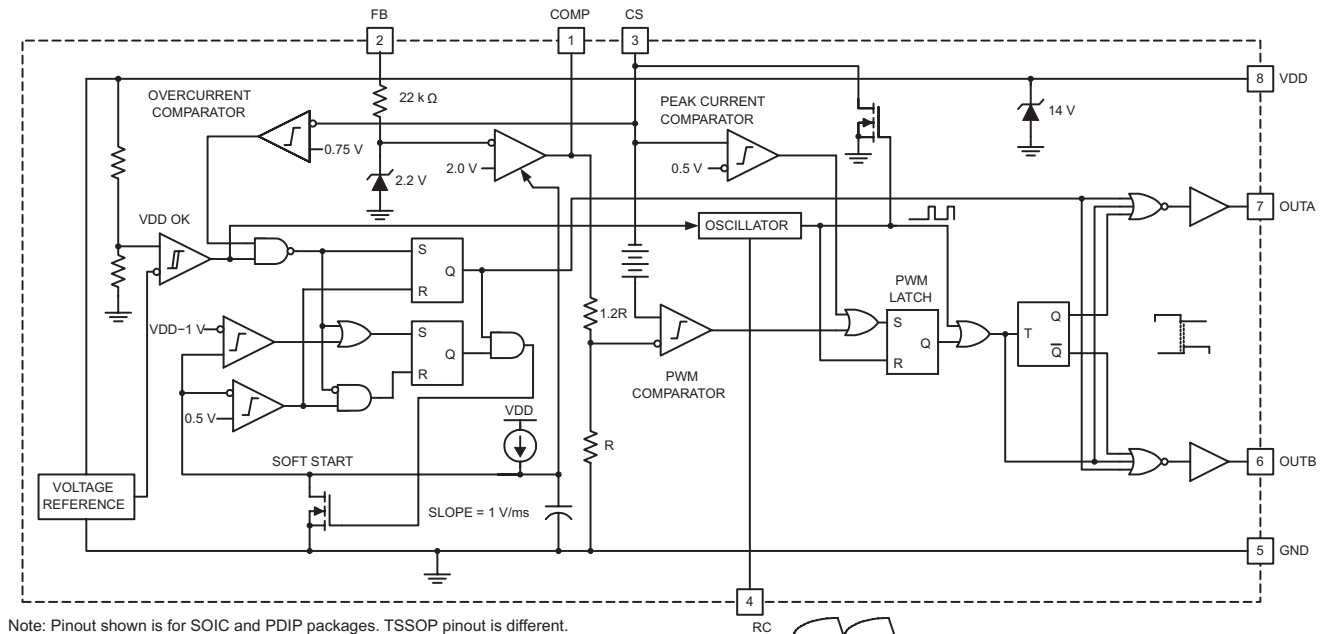 FB
COMP
CS
2
1
3
8 VDD
OVERCURRENT
COMPARATOR
22 k Ω
PEAK CURRENT
COMPARATOR
14 V
0.75 V
2.0 V
0.5 V
2.2 V
VDD OK
7 OUTA
OSCILLATOR
S
Q
R
PWM
LATCH
1.2R
S
Q
R
Q
T
Q
VDD−1 V
S
Q
R
PWM
COMPARATOR
0.5 V
VDD
R
SOFT START
6 OUTB
VOLTAGE
REFERENCE
SLOPE = 1 V/ms
5 GND
4
Note: Pinout shown is for SOIC and PDIP packages. TSSOP pinout is different.
RC